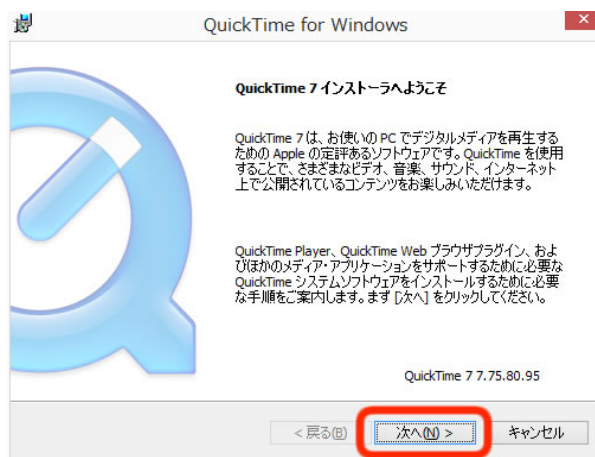 QuickTime for Windows
QuickTime 7 インストーラへようこそ
QuickTime 7 は、お使いの PC でデジタルメディアを再生する
ための Apple の定評あるソフトウェアです。QuickTime を使用
することで、さまざまなビデオ、音楽、サウンド、インターネット
上で公開されているコンテンツをお楽しみいただけます。
QuickTime Player、QuickTime Web ブラウザプラグイン、およ
びほかのメディア・アプリケーションをサポートするために必要な
QuickTime システムソフトウェアをインストールするために必要
な手順をご案内します。まず [次へ] をクリックしてください。
QuickTime 7 7.75.80.95
< 戻る(B) 次へ(N) > キャンセル